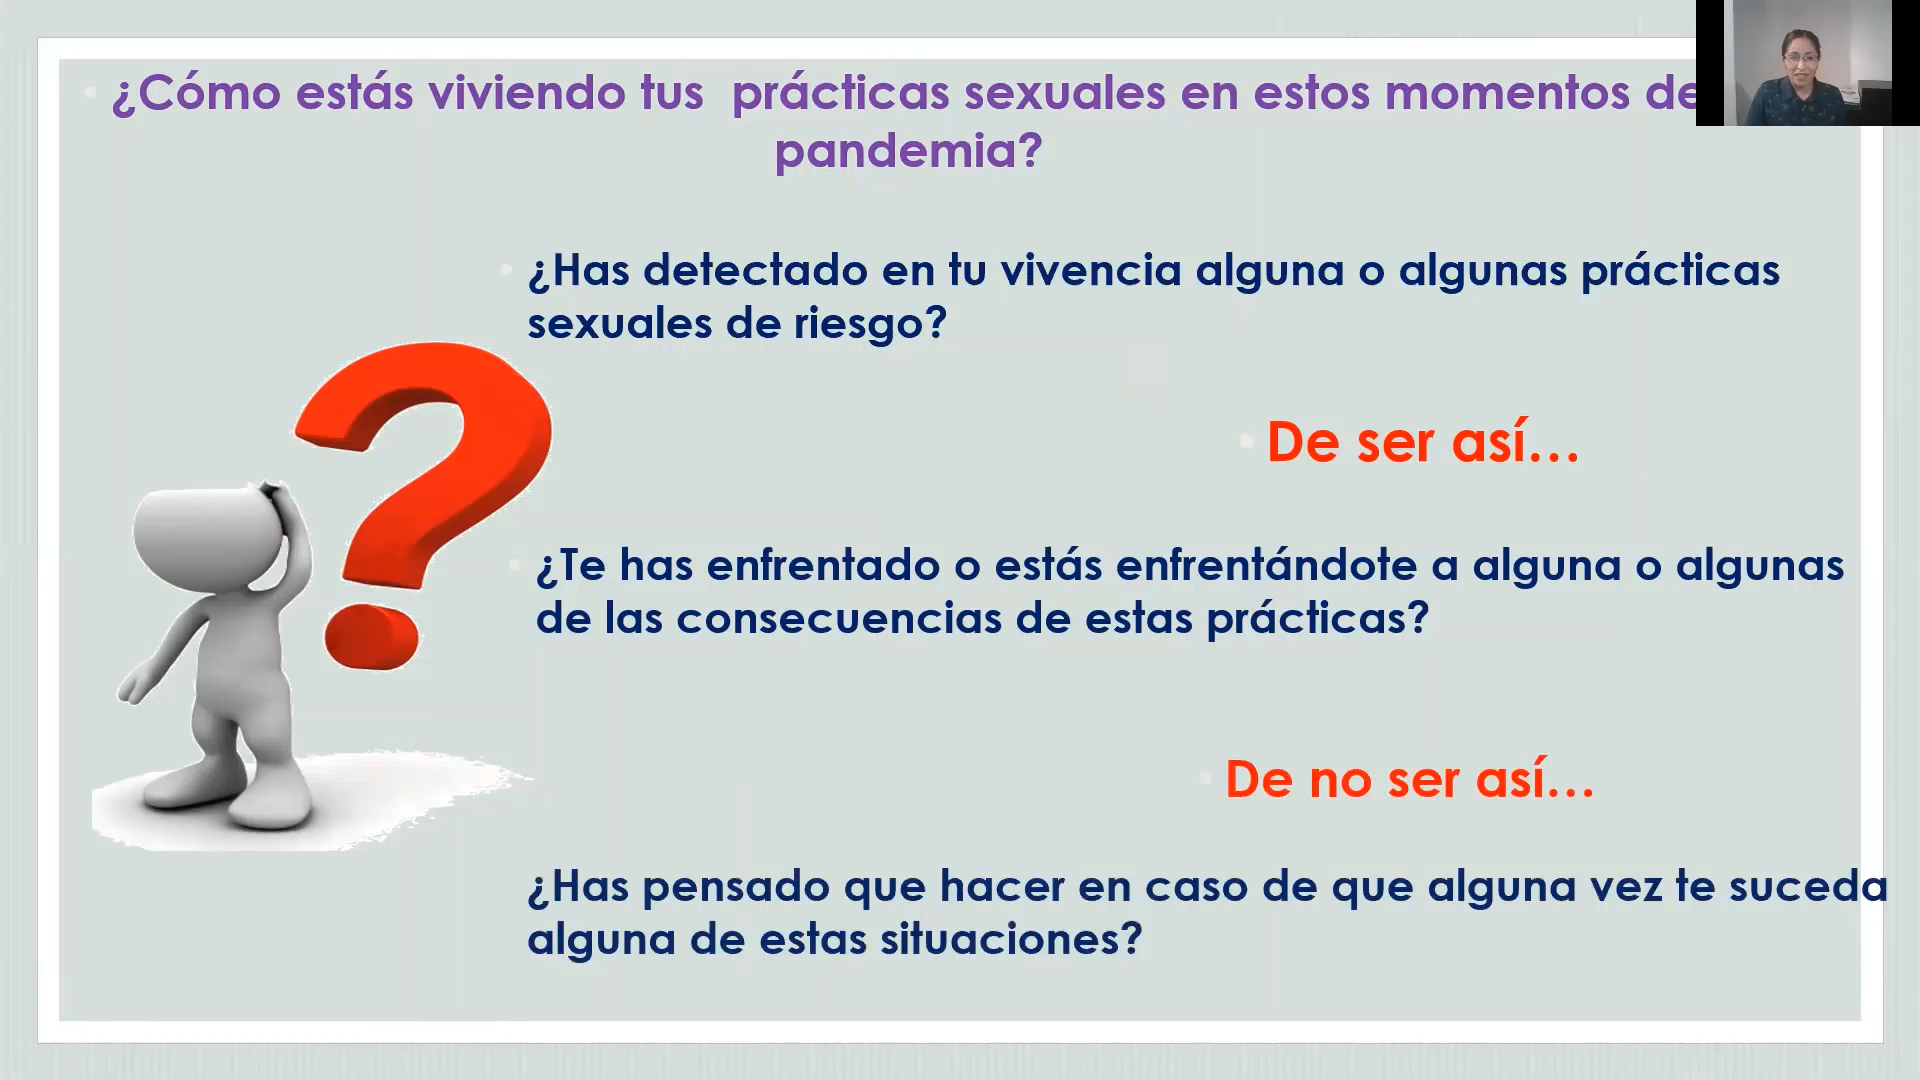 ¿Cómo estás viviendo tus prácticas sexuales en estos momentos de
pandemia?
¿Has detectado en tu vivencia alguna o algunas prácticas
sexuales de riesgo?
De ser así...
¿Te has enfrentado o estás enfrentándote a alguna o algunas
de las consecuencias de estas prácticas?
De no ser así...
¿Has pensado que hacer en caso de que alguna vez te suceda
alguna de estas situaciones?